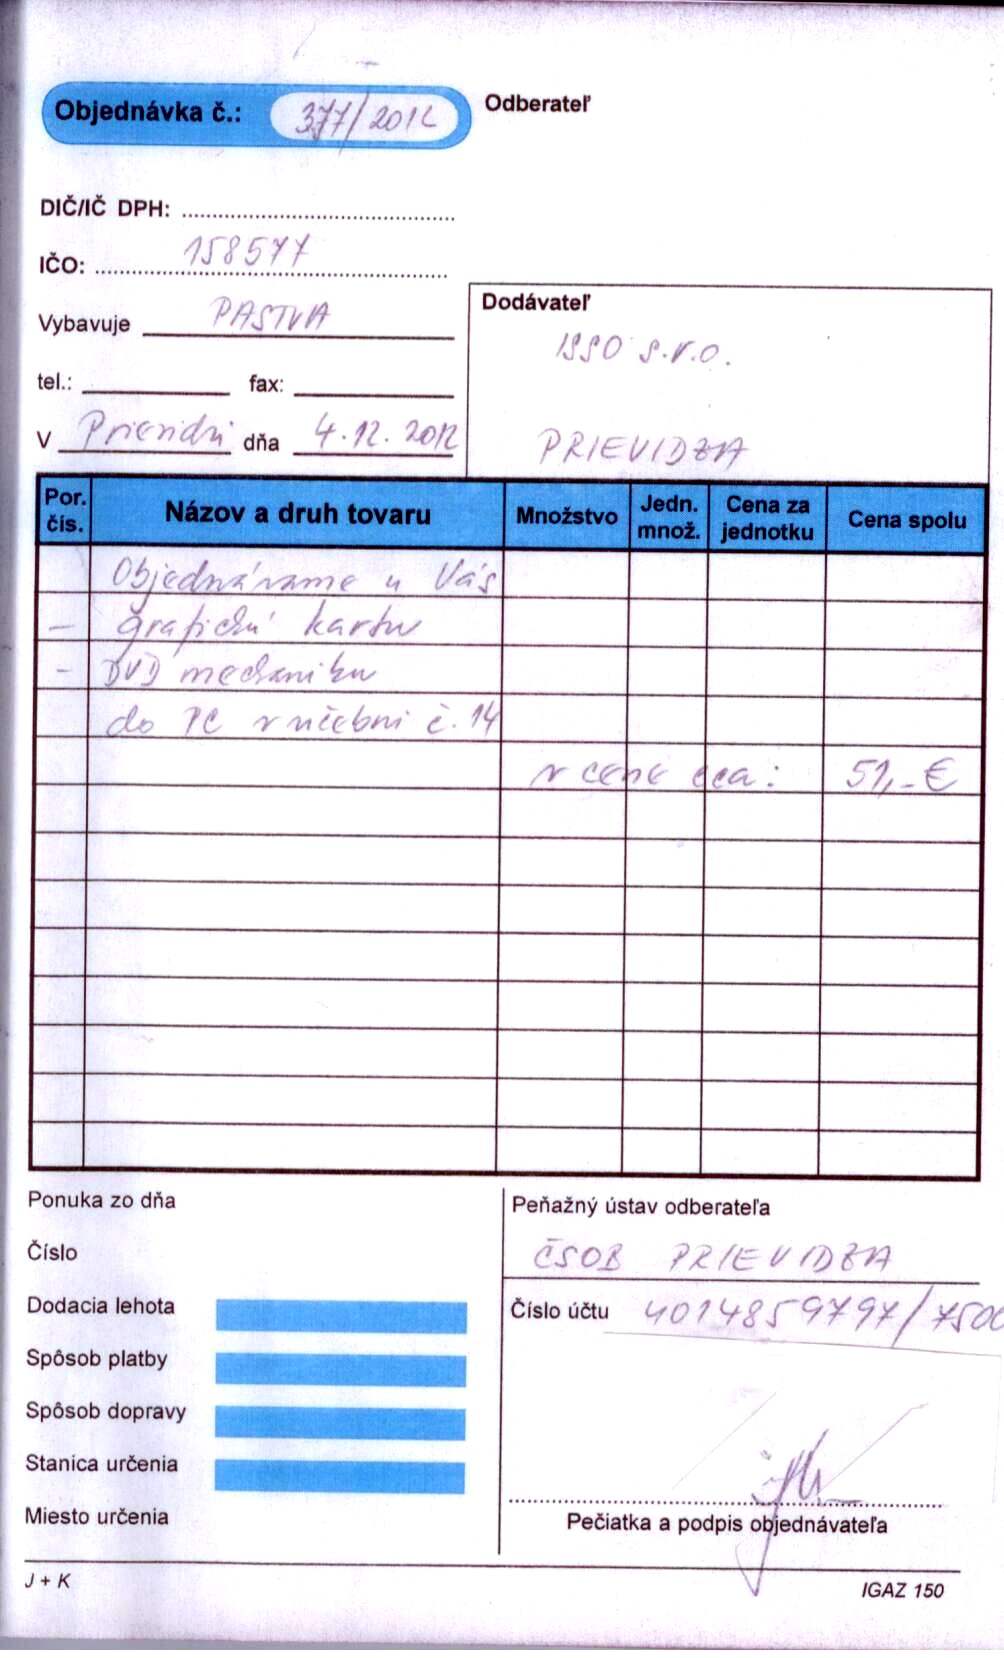 Objednávka č.: 377/2012
Odberateľ
DIČ/IČ DPH:
IČO: 158577
Vybavuje PASTVA
tel.: fax:
V Prievidzi dňa 4.12.2012
Dodávateľ
ISSO s.r.o.
PRIEVIDZA
Por. čís. Názov a druh tovaru Množstvo Jedn. množ. Cena za jednotku Cena spolu
Objednávame u Vás
- grafickú kartu
- DVD mechaniku
do PC v učebni č. 14
v cene cca: 51,- €
Ponuka zo dňa
Číslo
Dodacia lehota
Spôsob platby
Spôsob dopravy
Stanica určenia
Miesto určenia
Peňažný ústav odberateľa
ČSOB PRIEVIDZA
Číslo účtu 4014859797/7500
Pečiatka a podpis objednávateľa
J + K
IGAZ 150